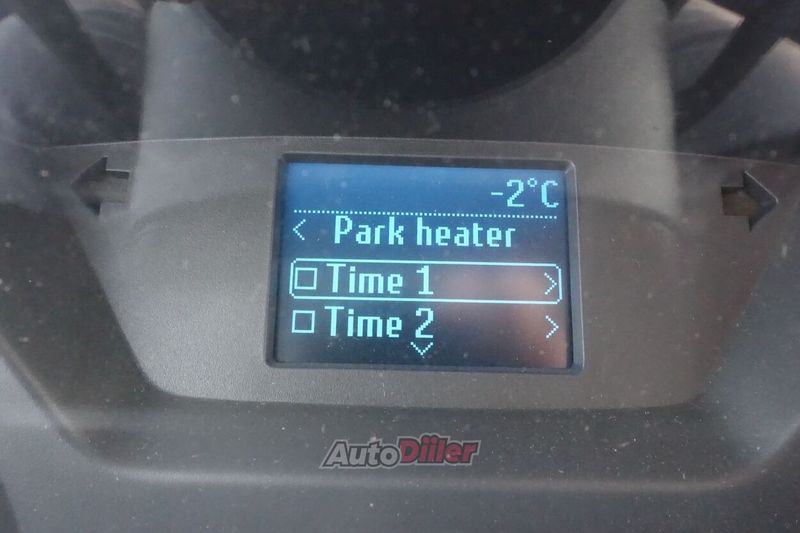 -2°C
< Park heater
Time 1 >
Time 2 >
AutoDiiler